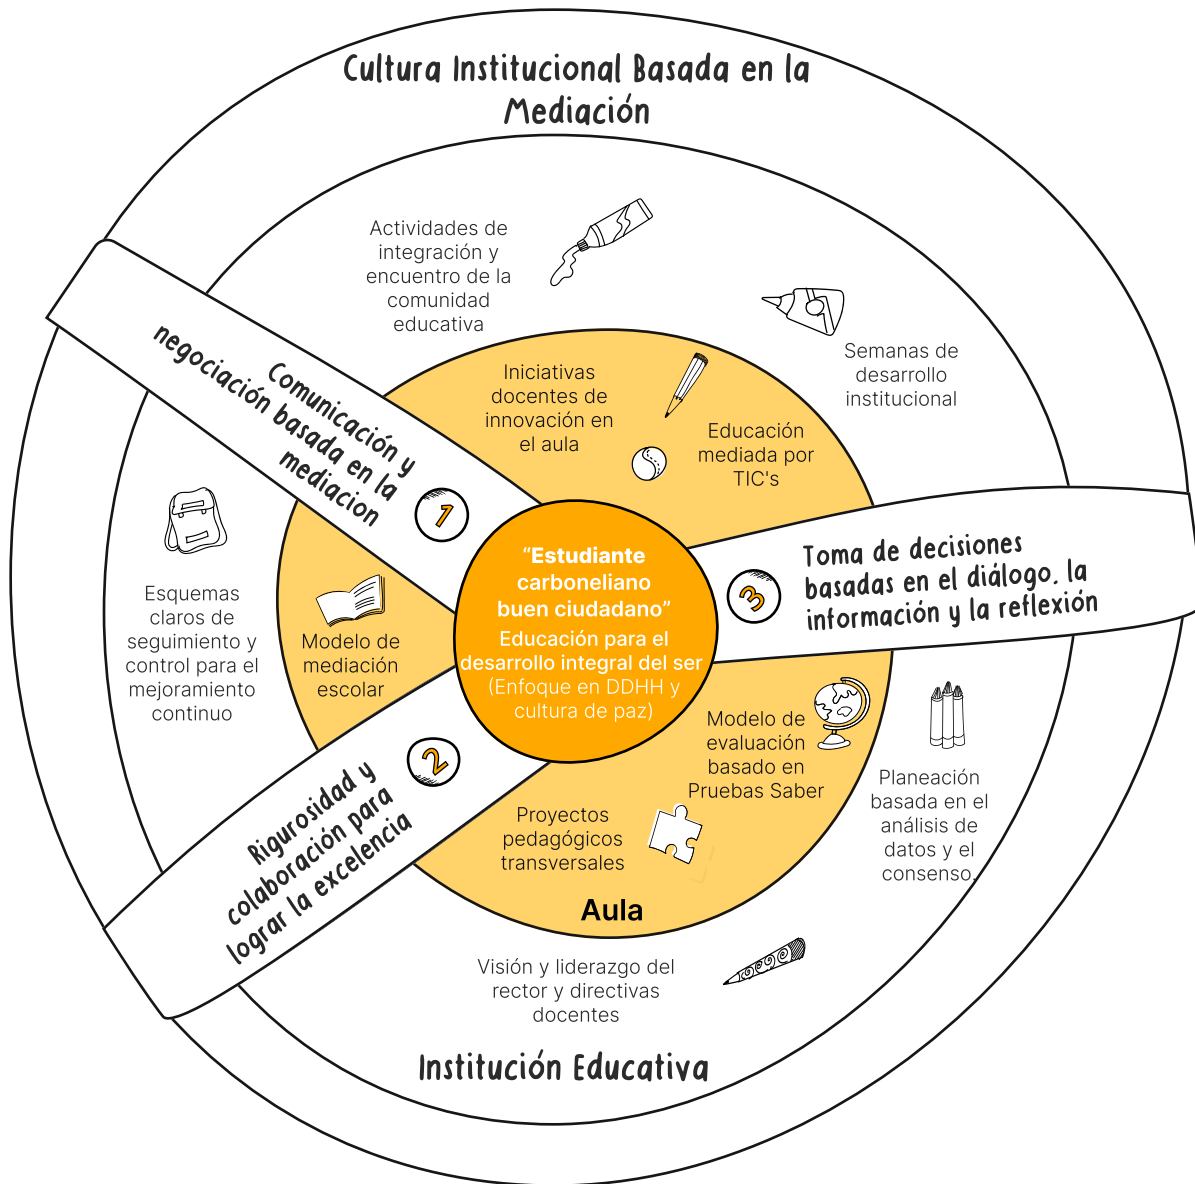 Cultura Institucional Basada en la
Mediación
Actividades de
integración y
encuentro de la
comunidad
educativa
Semanas de
desarrollo
institucional
Iniciativas
docentes de
innovación en
el aula
Educación
mediada por
TIC's
Comunicación y
negociación basada en la
mediacion
1
Esquemas
claros de
seguimiento y
control para el
mejoramiento
continuo
Modelo de
mediación
escolar
“Estudiante
carboneliano
buen ciudadano”
Educación para el
desarrollo integral del ser
(Enfoque en DDHH y
cultura de paz)
3
Toma de decisiones
basadas en el diálogo, la
información y la reflexión
2
Rigurosidad y
colaboración para
lograr la excelencia
Modelo de
evaluación
basado en
Pruebas Saber
Proyectos
pedagógicos
transversales
Aula
Planeación
basada en el
análisis de
datos y el
consenso.
Visión y liderazgo del
rector y directivas
docentes
Institución Educativa